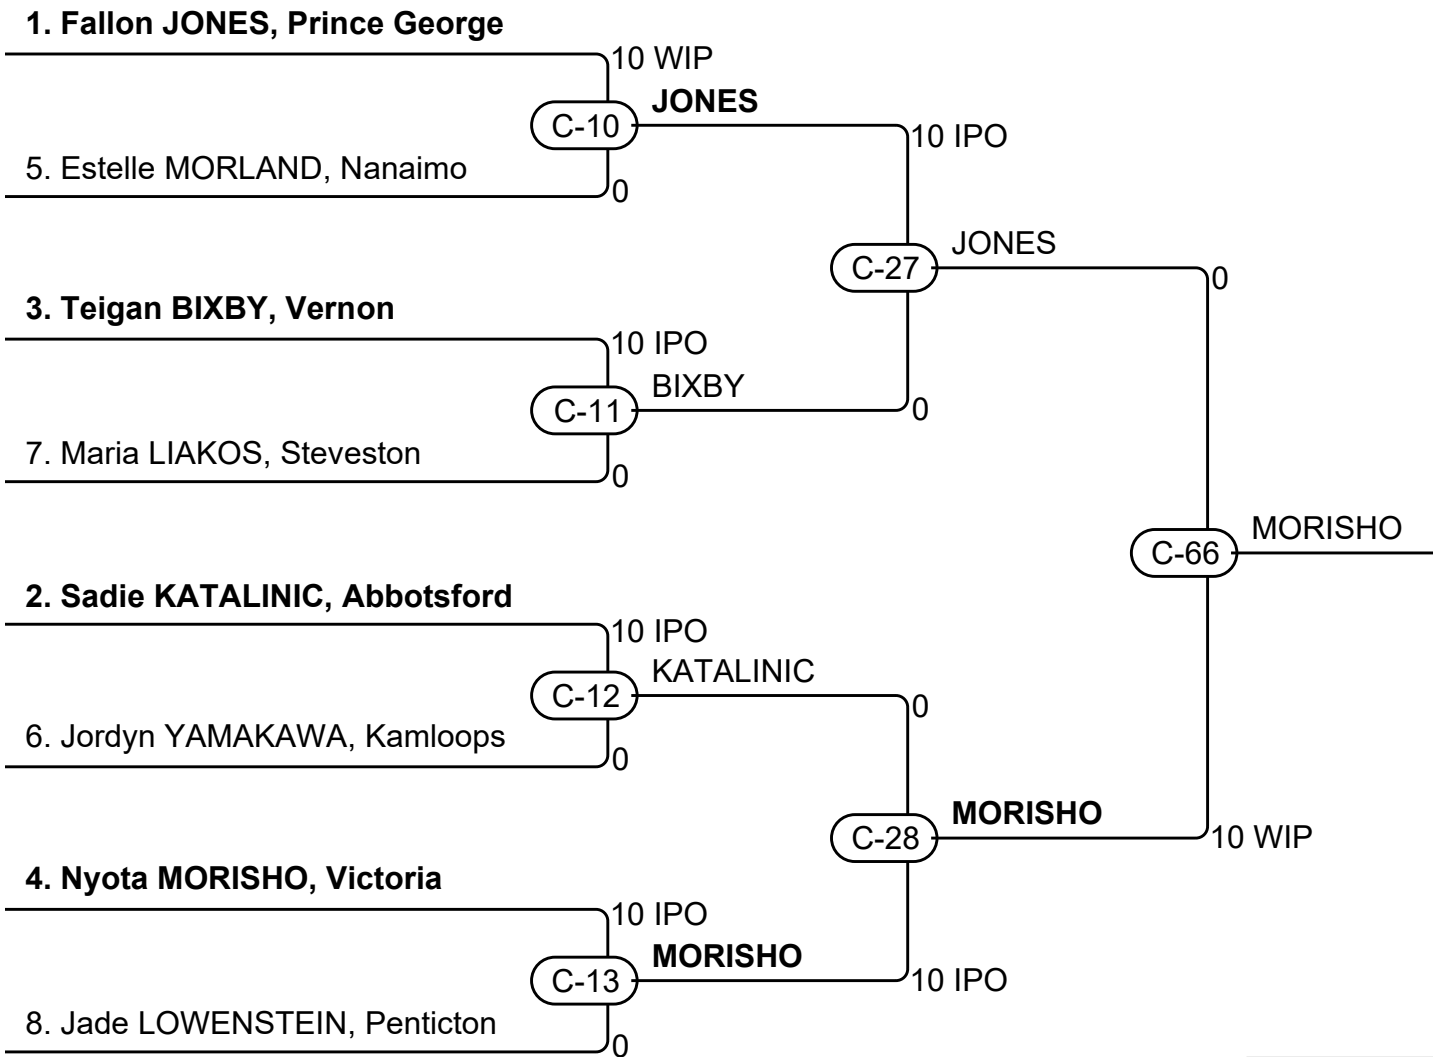 1. Fallon JONES, Prince George
10 WIP
JONES
C-10
10 IPO
5. Estelle MORLAND, Nanaimo
0
JONES
C-27
0
3. Teigan BIXBY, Vernon
10 IPO
BIXBY
C-11
0
7. Maria LIAKOS, Steveston
0
MORISHO
C-66
2. Sadie KATALINIC, Abbotsford
10 IPO
KATALINIC
C-12
0
6. Jordyn YAMAKAWA, Kamloops
0
MORISHO
C-28
10 WIP
4. Nyota MORISHO, Victoria
10 IPO
MORISHO
C-13
10 IPO
8. Jade LOWENSTEIN, Penticton
0